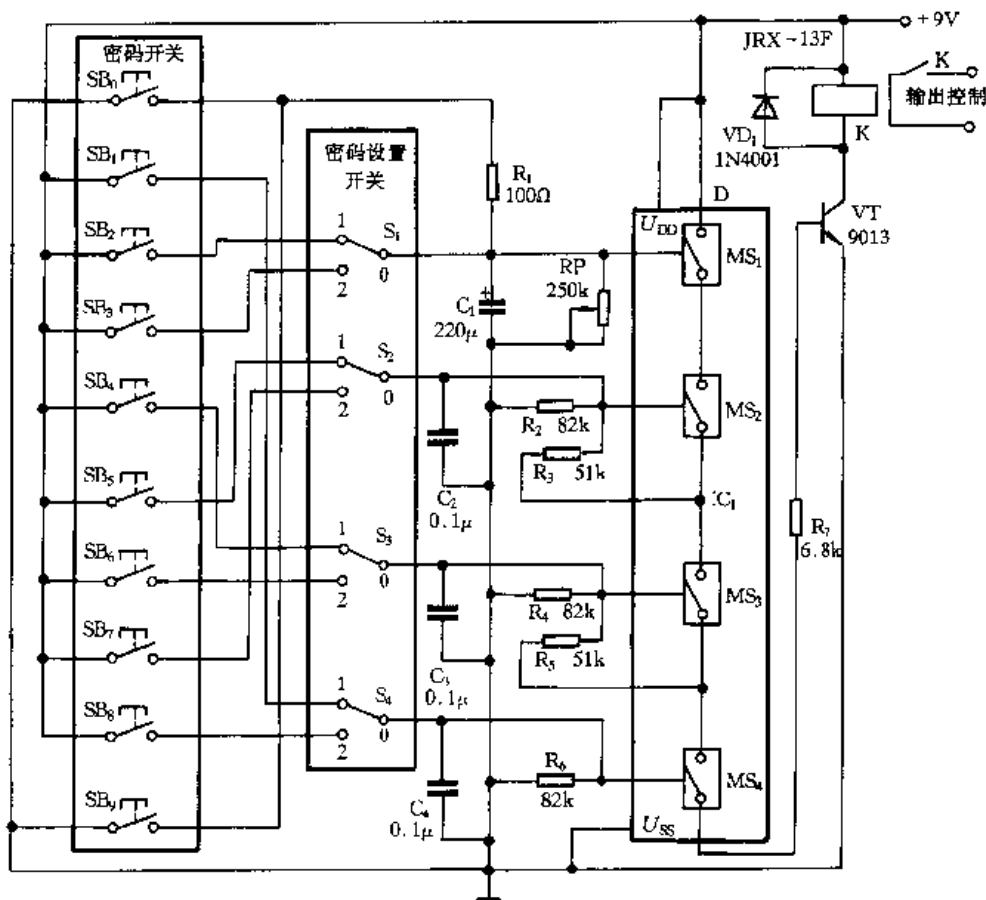 密码开关
SB₀
SB₁
SB₂
SB₃
SB₄
SB₅
SB₆
SB₇
SB₈
SB₉
密码设置
开关
1
S₁
0
2
1
S₂
0
2
1
S₃
0
2
1
S₄
0
2
R₁
100Ω
+
C₁
220μ
RP
250k
R₂
82k
R₃
51k
C₂
0.1μ
R₄
82k
R₅
51k
C₃
0.1μ
R₆
82k
C₄
0.1μ
D
U_DD
MS₁
MS₂
IC₁
MS₃
MS₄
U_SS
R₇
6.8k
+9V
JRX-13F
VD₁
1N4001
K
K
输出控制
VT
9013